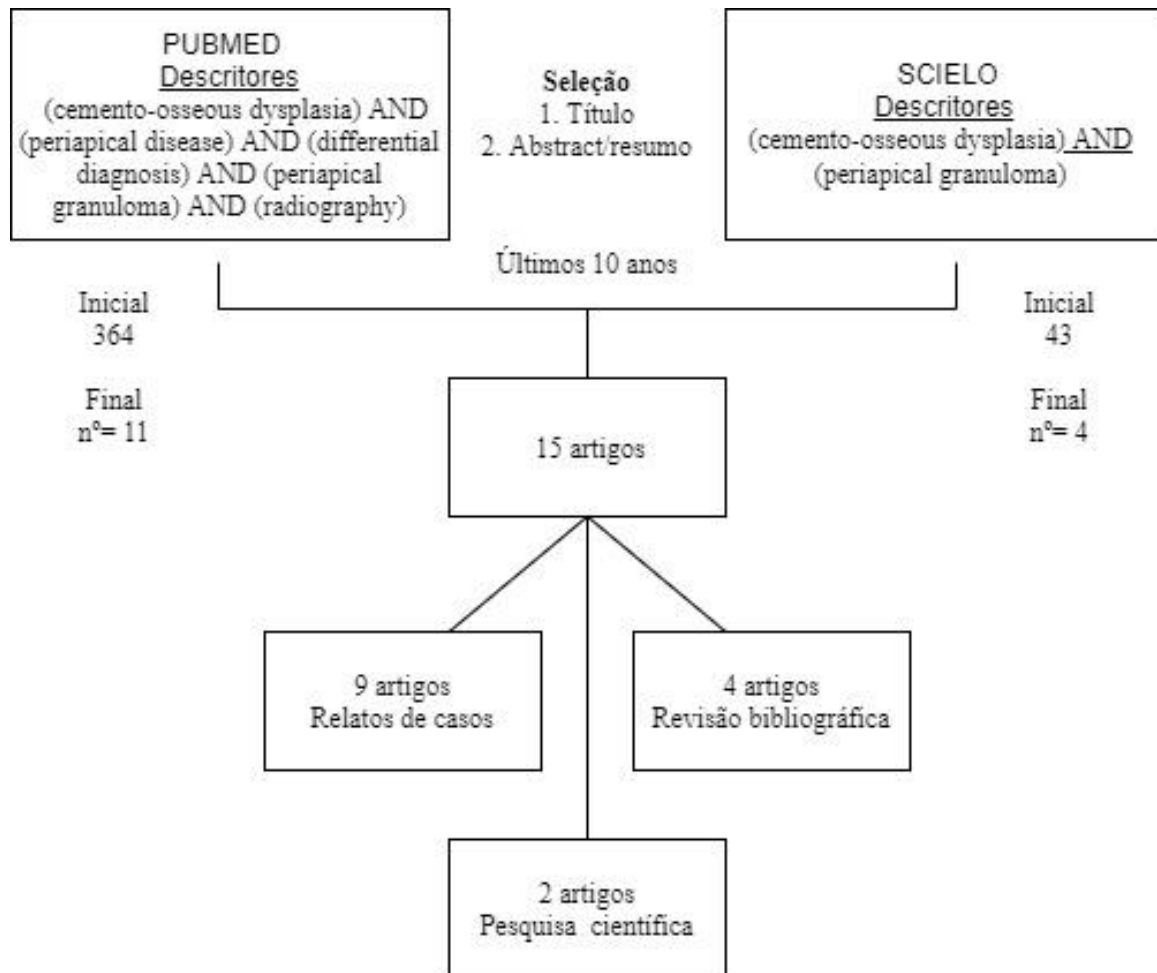 PUBMED
Descritores
(cemento-osseous dysplasia) AND
(periapical disease) AND (differential
diagnosis) AND (periapical
granuloma) AND (radiography)
Seleção
1. Título
2. Abstract/resumo
SCIELO
Descritores
(cemento-osseous dysplasia) AND
(periapical granuloma)
Últimos 10 anos
Inicial
364
Final
nº= 11
Inicial
43
Final
nº= 4
15 artigos
9 artigos
Relatos de casos
4 artigos
Revisão bibliográfica
2 artigos
Pesquisa científica